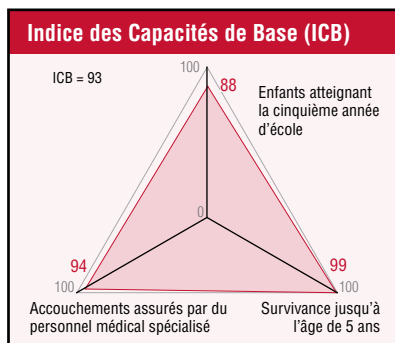 Indice des Capacités de Base (ICB)
ICB = 93
100
88
Enfants atteignant
la cinquième année
d'école
0
94
99
100
100
Accouchements assurés par du
personnel médical spécialisé
Survivance jusqu'à
l'âge de 5 ans